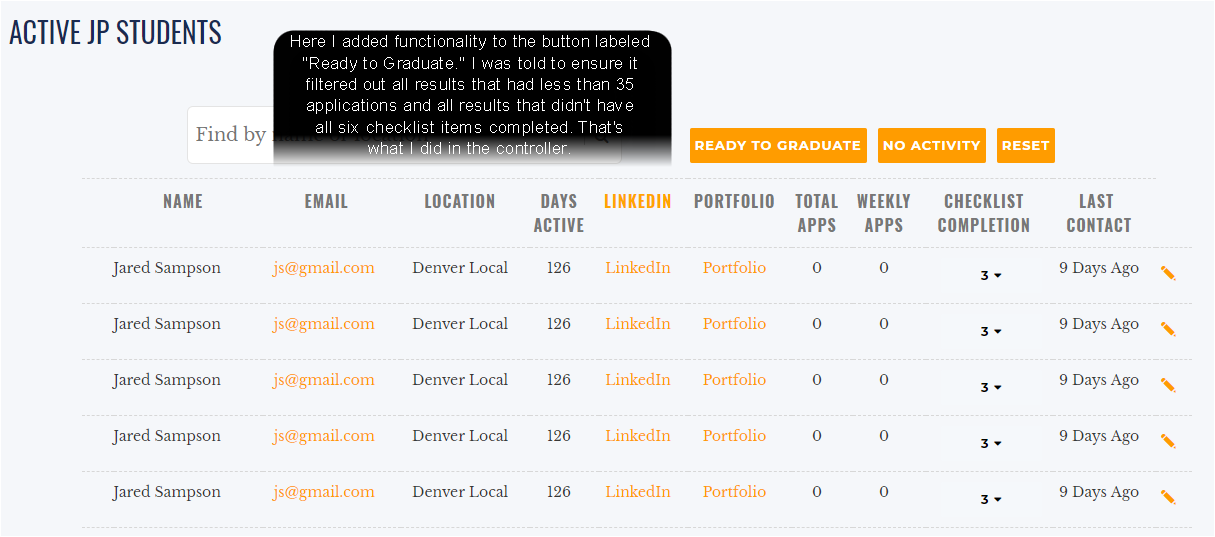 ACTIVE JP STUDENTS
Here I added functionality to the button labeled
"Ready to Graduate." I was told to ensure it
filtered out all results that had less than 35
applications and all results that didn't have
all six checklist items completed. That's
what I did in the controller.
Find by
READY TO GRADUATE NO ACTIVITY RESET
NAME EMAIL LOCATION DAYS ACTIVE LINKEDIN PORTFOLIO TOTAL APPS WEEKLY APPS CHECKLIST COMPLETION LAST CONTACT
Jared Sampson js@gmail.com Denver Local 126 LinkedIn Portfolio 0 0 3 9 Days Ago
Jared Sampson js@gmail.com Denver Local 126 LinkedIn Portfolio 0 0 3 9 Days Ago
Jared Sampson js@gmail.com Denver Local 126 LinkedIn Portfolio 0 0 3 9 Days Ago
Jared Sampson js@gmail.com Denver Local 126 LinkedIn Portfolio 0 0 3 9 Days Ago
Jared Sampson js@gmail.com Denver Local 126 LinkedIn Portfolio 0 0 3 9 Days Ago